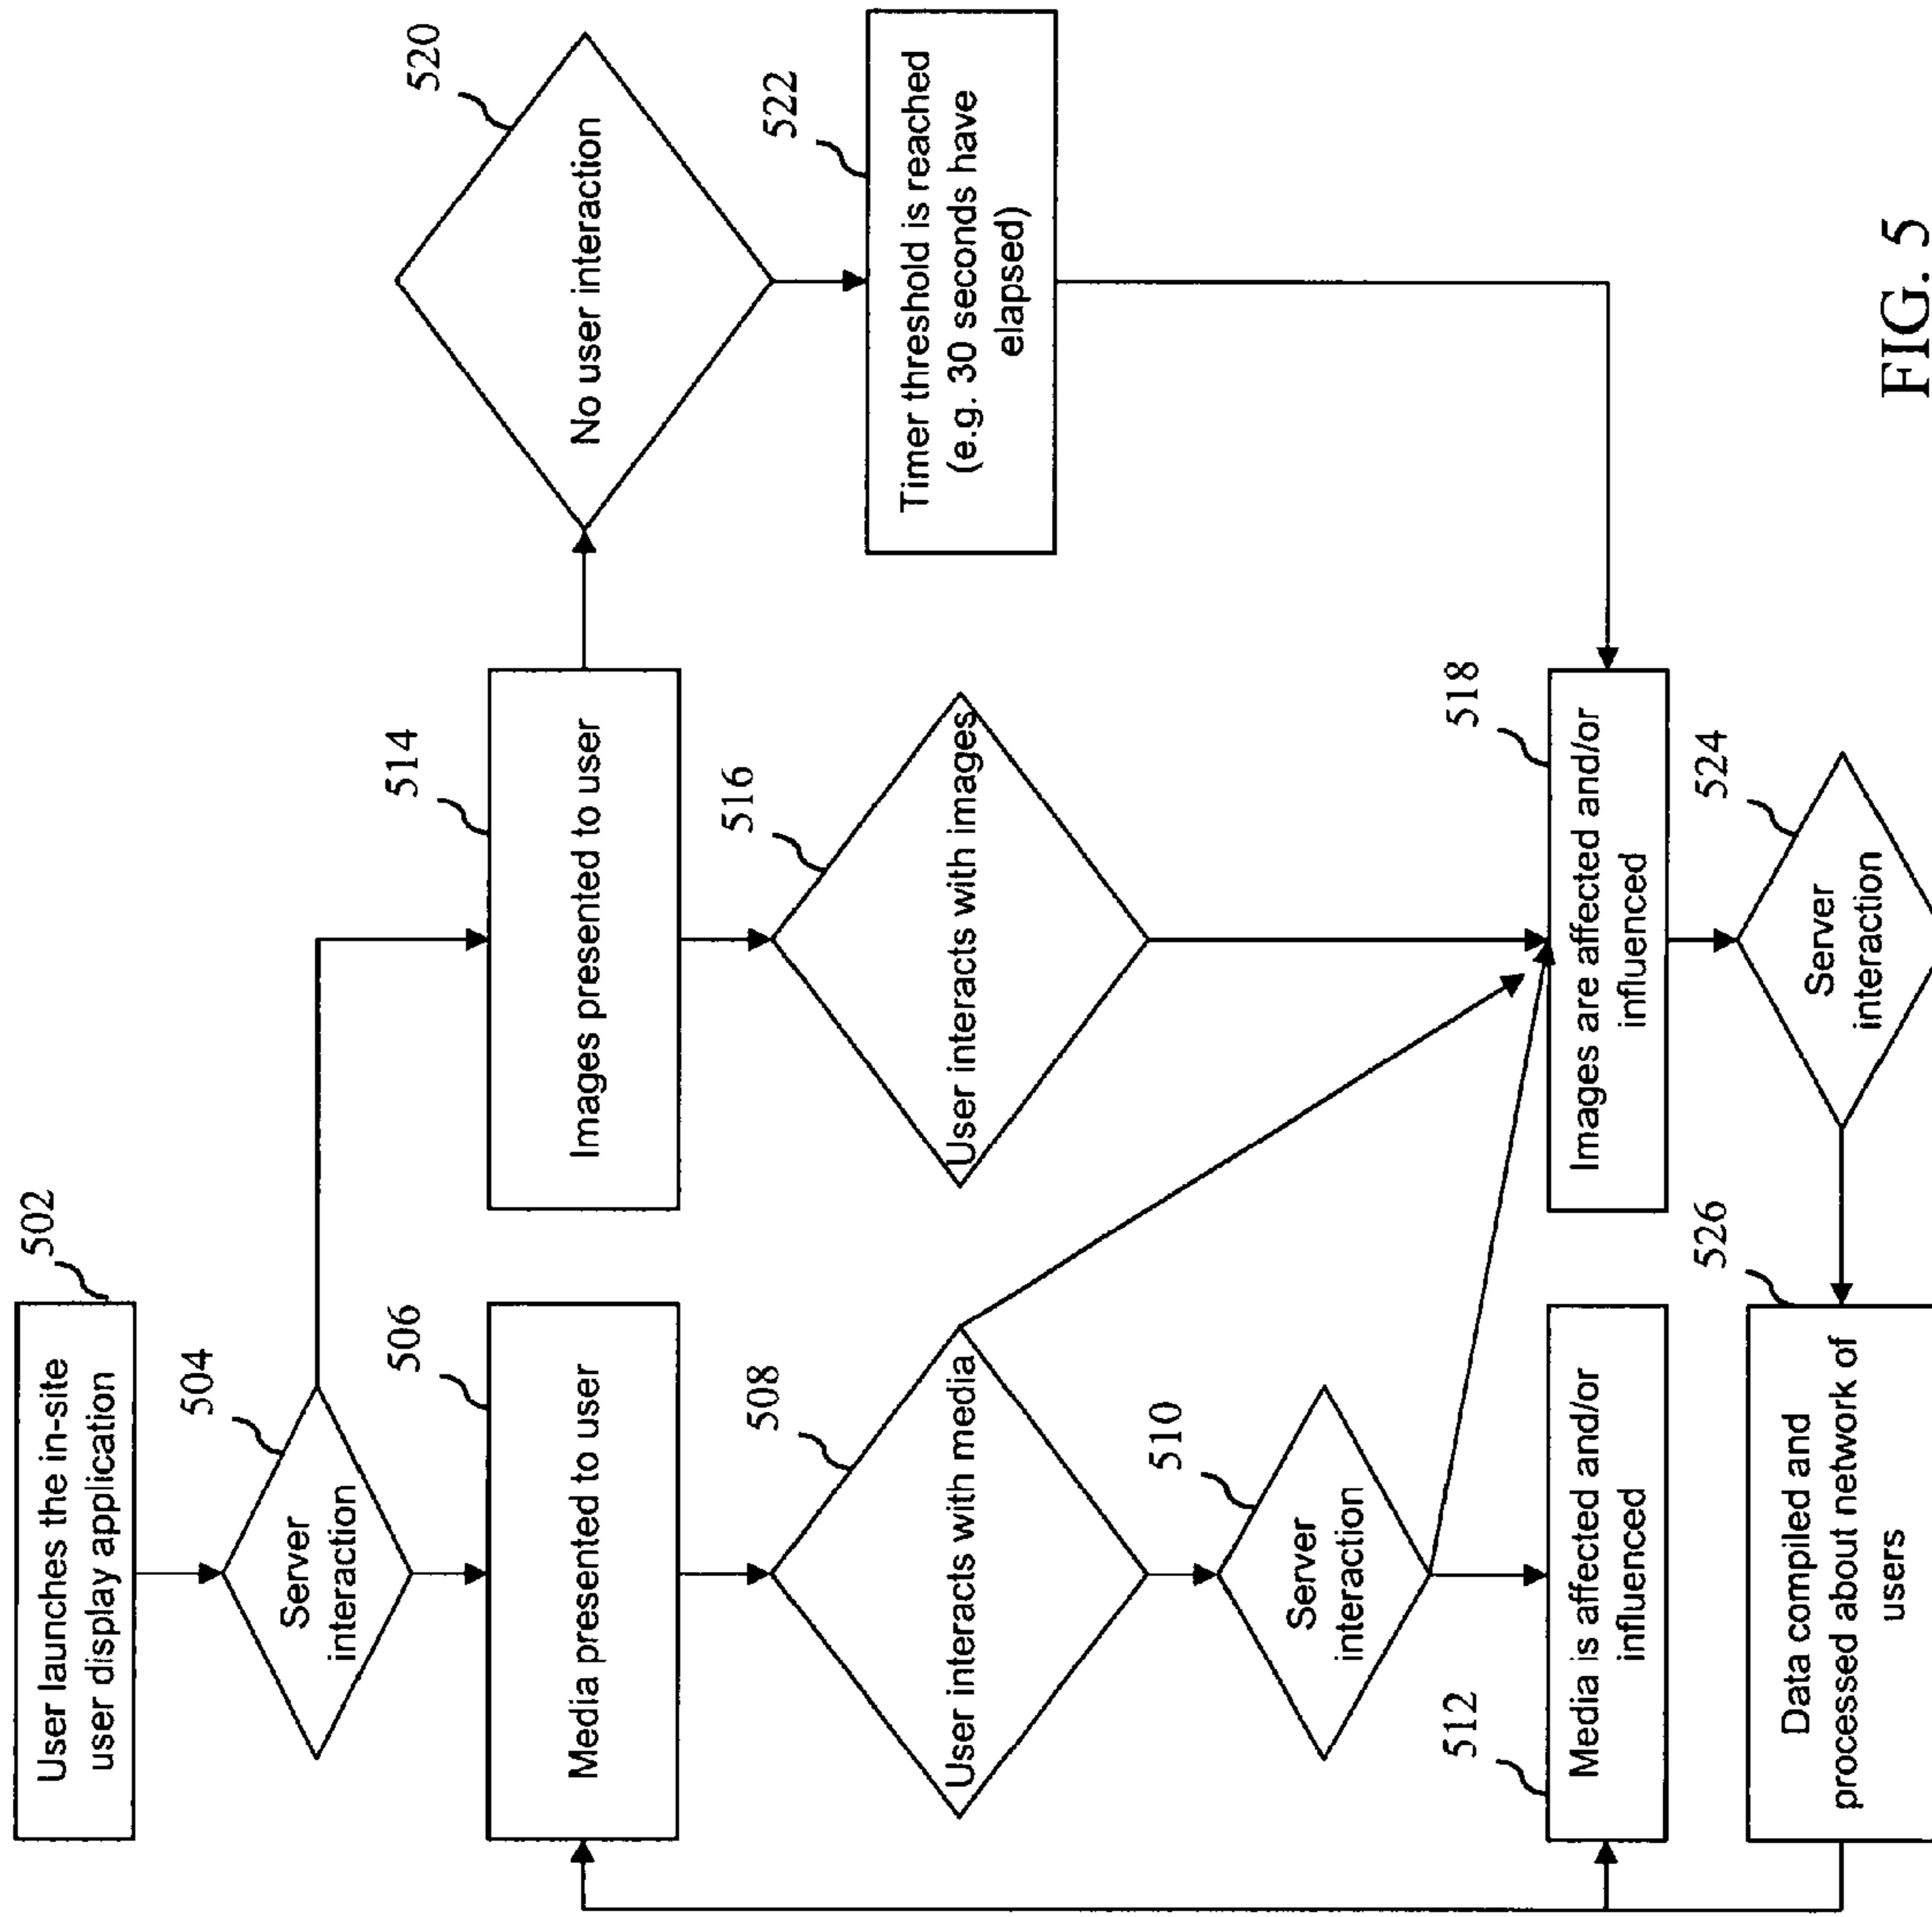 502
User launches the in-site
user display application
504
Server
interaction
506
Media presented to user
508
User interacts with media
510
Server
interaction
512
Media is affected and/or
influenced
514
Images presented to user
516
User interacts with images
518
Images are affected and/or
influenced
520
No user interaction
522
Timer threshold is reached
(e.g. 30 seconds have
elapsed)
524
Server
interaction
526
Data compiled and
processed about network of
users
FIG. 5